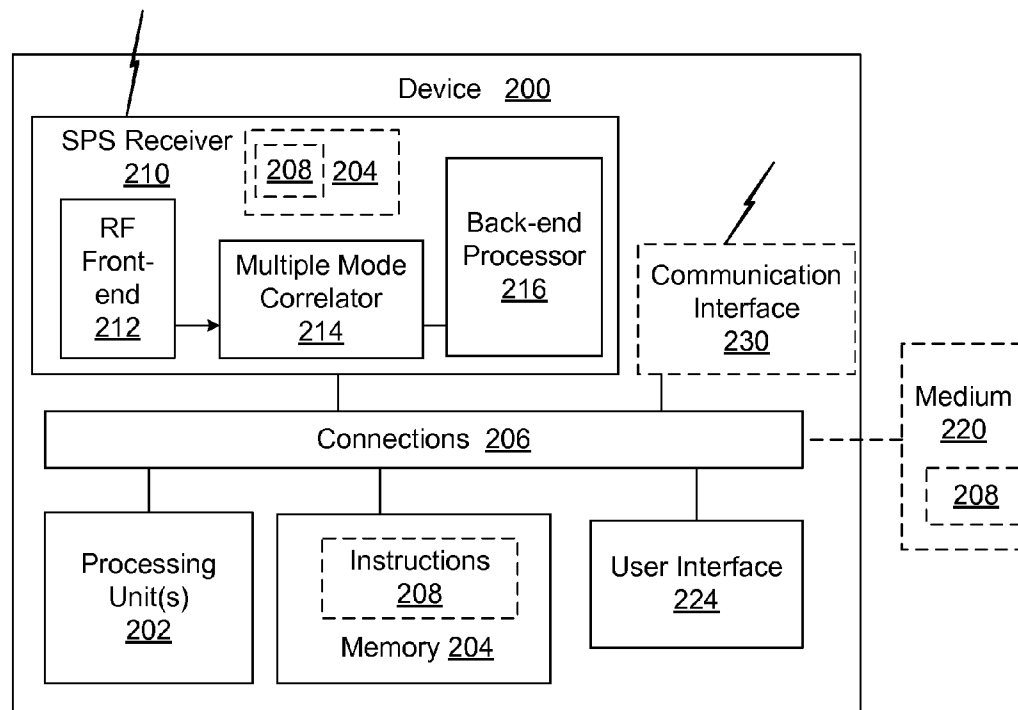 Device 200
SPS Receiver
210
208
204
RF
Front-
end
212
Multiple Mode
Correlator
214
Back-end
Processor
216
Communication
Interface
230
Medium
220
208
Connections 206
Processing
Unit(s)
202
Instructions
208
Memory 204
User Interface
224